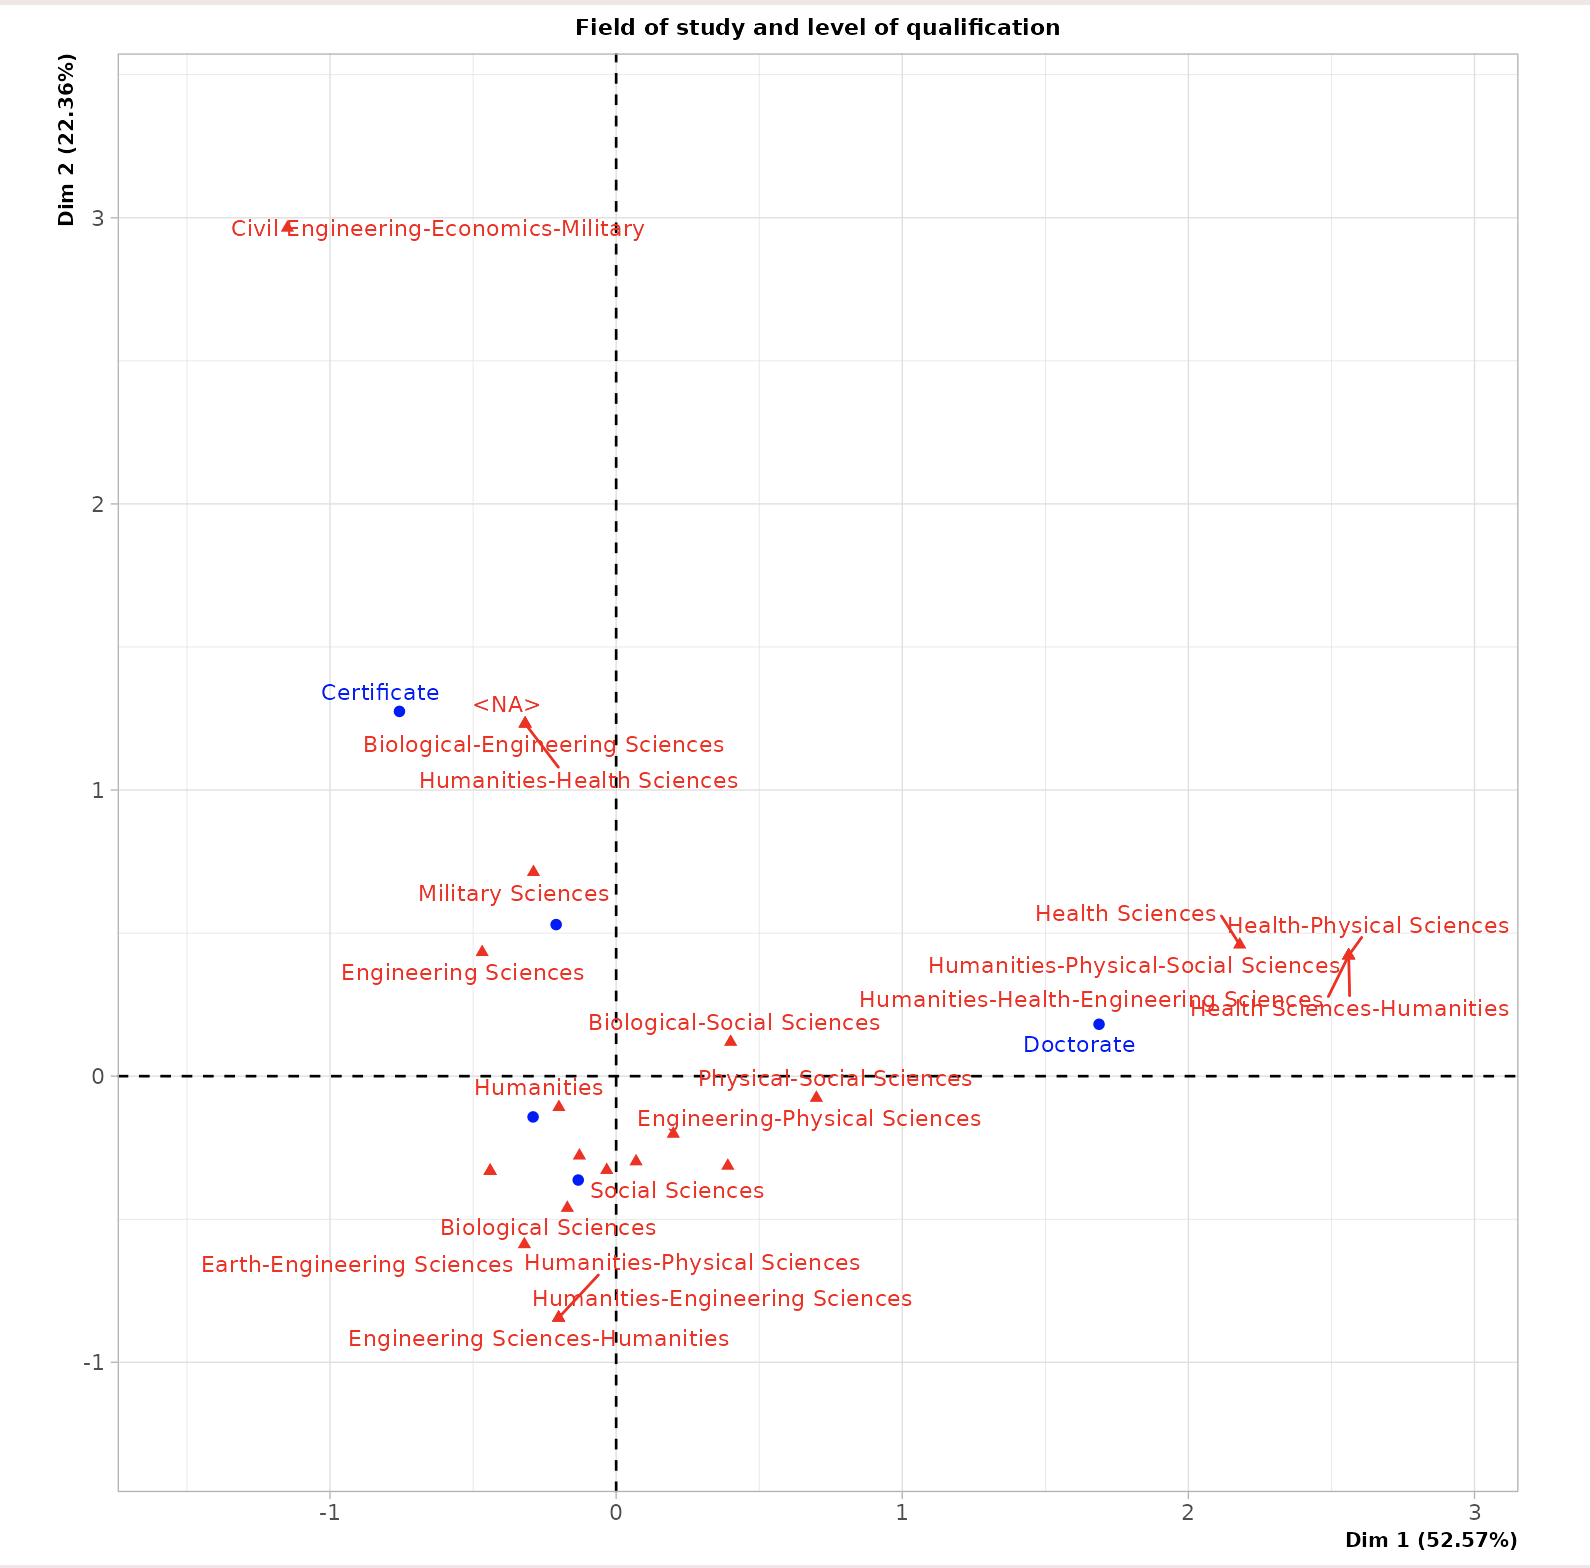 Field of study and level of qualification
Dim 2 (22.36%)
3
Civil-Engineering-Economics-Military
2
Certificate
<NA>
Biological-Engineering Sciences
Humanities-Health Sciences
1
Military Sciences
Health Sciences
Health-Physical Sciences
Humanities-Physical-Social Sciences
Engineering Sciences
Humanities-Health-Engineering Sciences
Health Sciences-Humanities
Biological-Social Sciences
Doctorate
0
Physical-Social Sciences
Humanities
Engineering-Physical Sciences
Social Sciences
Biological Sciences
Earth-Engineering Sciences
Humanities-Physical Sciences
Humanities-Engineering Sciences
Engineering Sciences-Humanities
-1
-1 0 1 2 3
Dim 1 (52.57%)